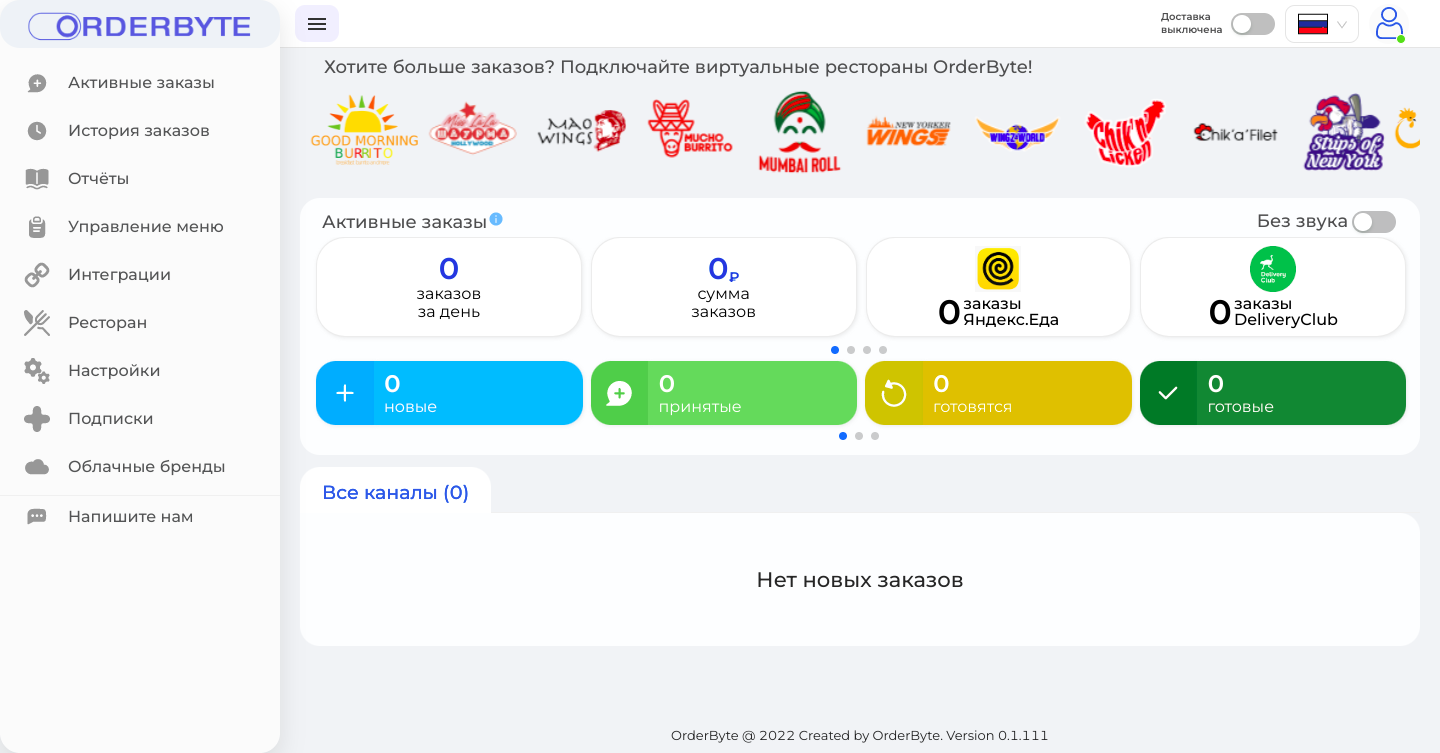 ORDERBYTE
Доставка
выключена
Активные заказы
История заказов
Отчёты
Управление меню
Интеграции
Ресторан
Настройки
Подписки
Облачные бренды
Напишите нам
Хотите больше заказов? Подключайте виртуальные рестораны OrderByte!
GOOD MORNING
BURRITO
HOLLYWOOD
MAO
WINGS
MUCHO
BURRITO
MUMBAI ROLL
NEW YORKER
WINGS
WINGZ WORLD
CHIK'N'
LICKEN
Chik'a'Filet
Strips of
New York
Активные заказы
Без звука
0
заказов
за день
0₽
сумма
заказов
0 заказы
Яндекс.Еда
Delivery
Club
0 заказы
DeliveryClub
0
новые
0
принятые
0
готовятся
0
готовые
Все каналы (0)
Нет новых заказов
OrderByte @ 2022 Created by OrderByte. Version 0.1.111